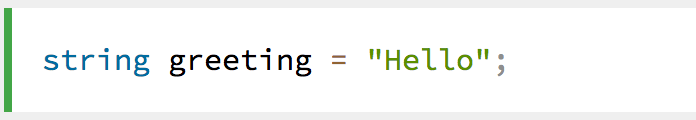 string greeting = "Hello";